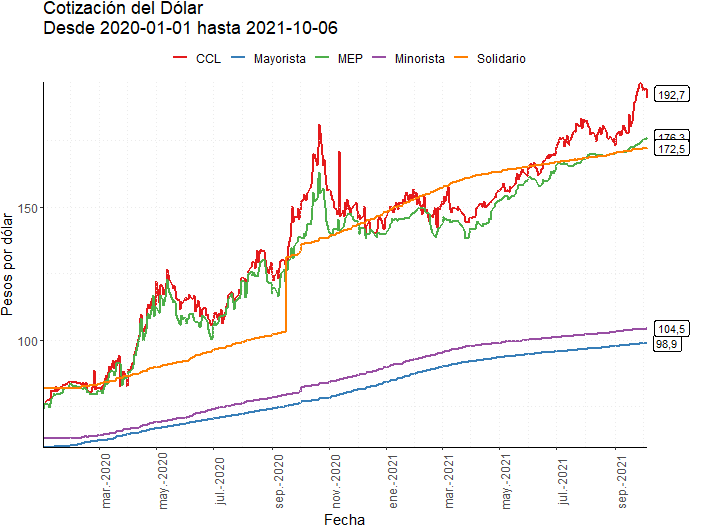 Cotización del Dólar
Desde 2020-01-01 hasta 2021-10-06
CCL Mayorista MEP Minorista Solidario
192,7
176,3
172,5
150
104,5
100
98,9
Pesos por dólar
mar.-2020
may.-2020
jul.-2020
sep.-2020
nov.-2020
ene.-2021
mar.-2021
may.-2021
jul.-2021
sep.-2021
Fecha